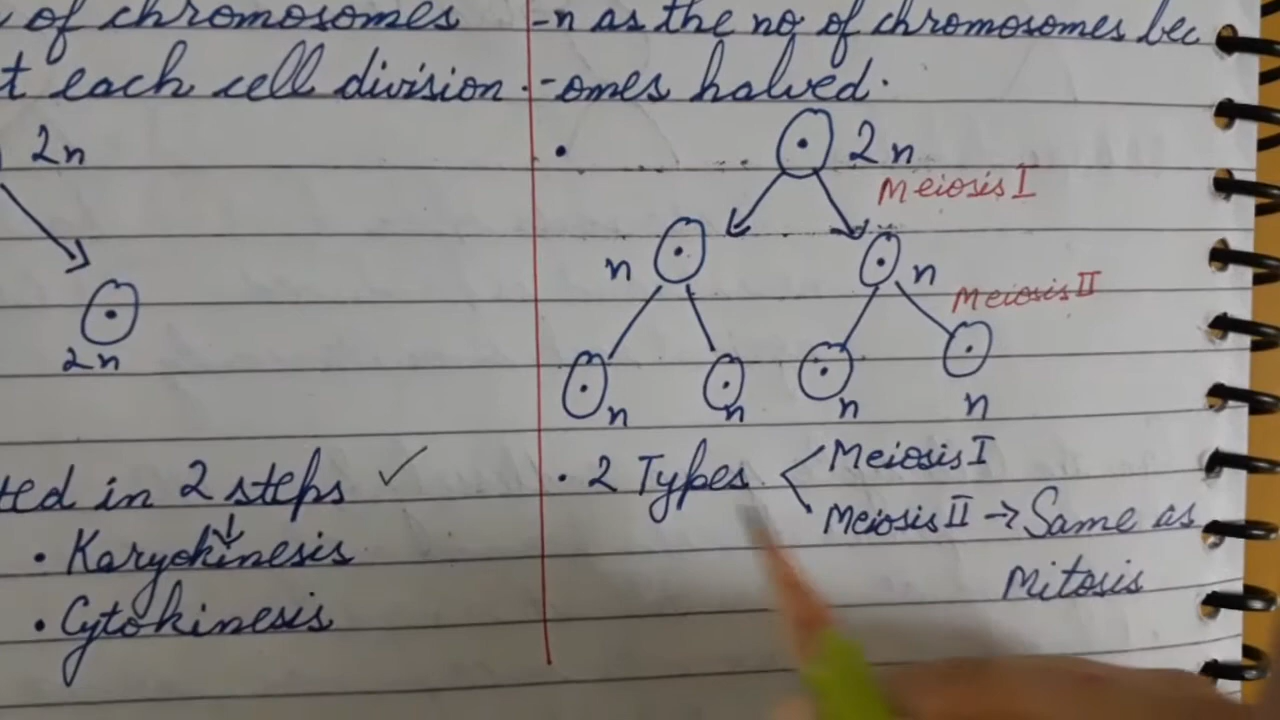 of chromosomes
t each cell division.
2n
2n
ted in 2 steps ✓
• Karyokinesis
• Cytokinesis
-n as the no of chromosomes bec
-omes halved.
• 2n
Meiosis I
n n
Meiosis II
n n n n
• 2 Types < Meiosis I
Meiosis II → Same as
Mitosis